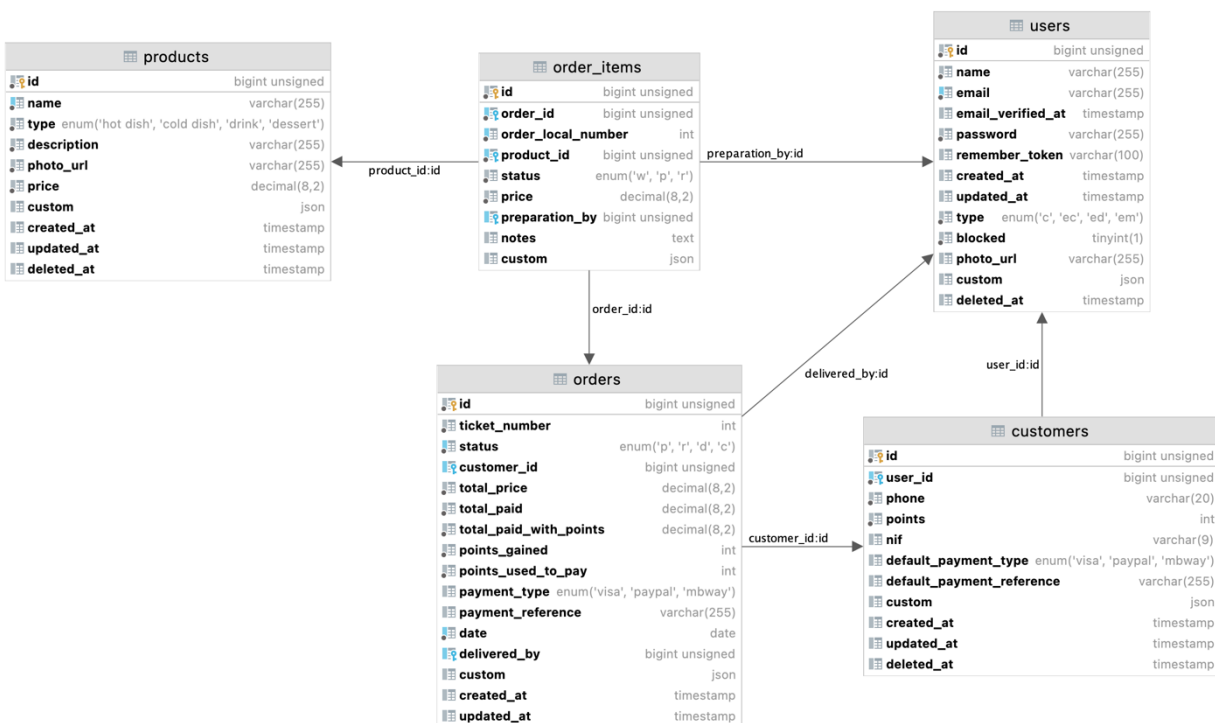 products
id bigint unsigned
name varchar(255)
type enum('hot dish', 'cold dish', 'drink', 'dessert')
description varchar(255)
photo_url varchar(255)
price decimal(8,2)
custom json
created_at timestamp
updated_at timestamp
deleted_at timestamp
product_id:id
order_items
id bigint unsigned
order_id bigint unsigned
order_local_number int
product_id bigint unsigned
status enum('w', 'p', 'r')
price decimal(8,2)
preparation_by bigint unsigned
notes text
custom json
preparation_by:id
users
id bigint unsigned
name varchar(255)
email varchar(255)
email_verified_at timestamp
password varchar(255)
remember_token varchar(100)
created_at timestamp
updated_at timestamp
type enum('c', 'ec', 'ed', 'em')
blocked tinyint(1)
photo_url varchar(255)
custom json
deleted_at timestamp
order_id:id
delivered_by:id
user_id:id
orders
id bigint unsigned
ticket_number int
status enum('p', 'r', 'd', 'c')
customer_id bigint unsigned
total_price decimal(8,2)
total_paid decimal(8,2)
total_paid_with_points decimal(8,2)
points_gained int
points_used_to_pay int
payment_type enum('visa', 'paypal', 'mbway')
payment_reference varchar(255)
date date
delivered_by bigint unsigned
custom json
created_at timestamp
updated_at timestamp
customer_id:id
customers
id bigint unsigned
user_id bigint unsigned
phone varchar(20)
points int
nif varchar(9)
default_payment_type enum('visa', 'paypal', 'mbway')
default_payment_reference varchar(255)
custom json
created_at timestamp
updated_at timestamp
deleted_at timestamp